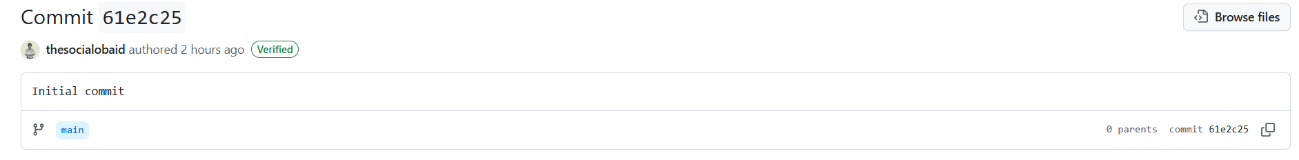 Commit 61e2c25
Browse files
thesocialobaid authored 2 hours ago Verified
Initial commit
main
0 parents commit 61e2c25